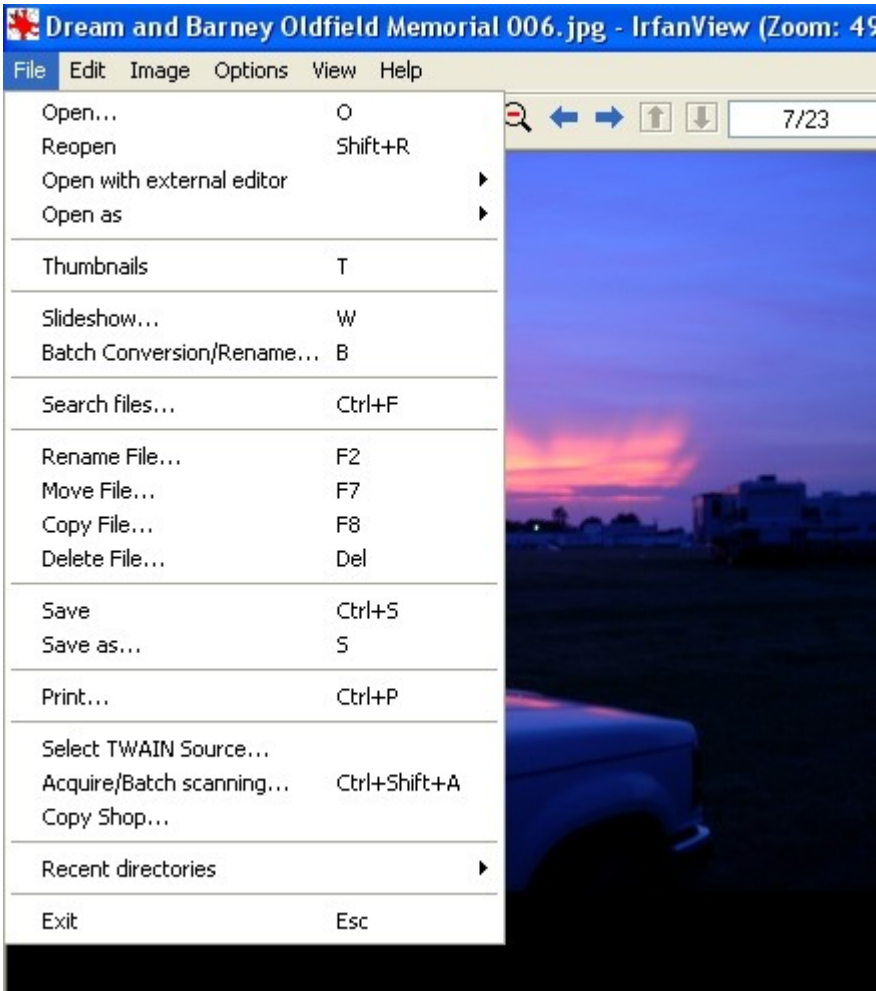 Dream and Barney Oldfield Memorial 006.jpg - IrfanView (Zoom: 49
File Edit Image Options View Help
7/23
Open... O
Reopen Shift+R
Open with external editor
Open as
Thumbnails T
Slideshow... W
Batch Conversion/Rename... B
Search files... Ctrl+F
Rename File... F2
Move File... F7
Copy File... F8
Delete File... Del
Save Ctrl+S
Save as... S
Print... Ctrl+P
Select TWAIN Source...
Acquire/Batch scanning... Ctrl+Shift+A
Copy Shop...
Recent directories
Exit Esc